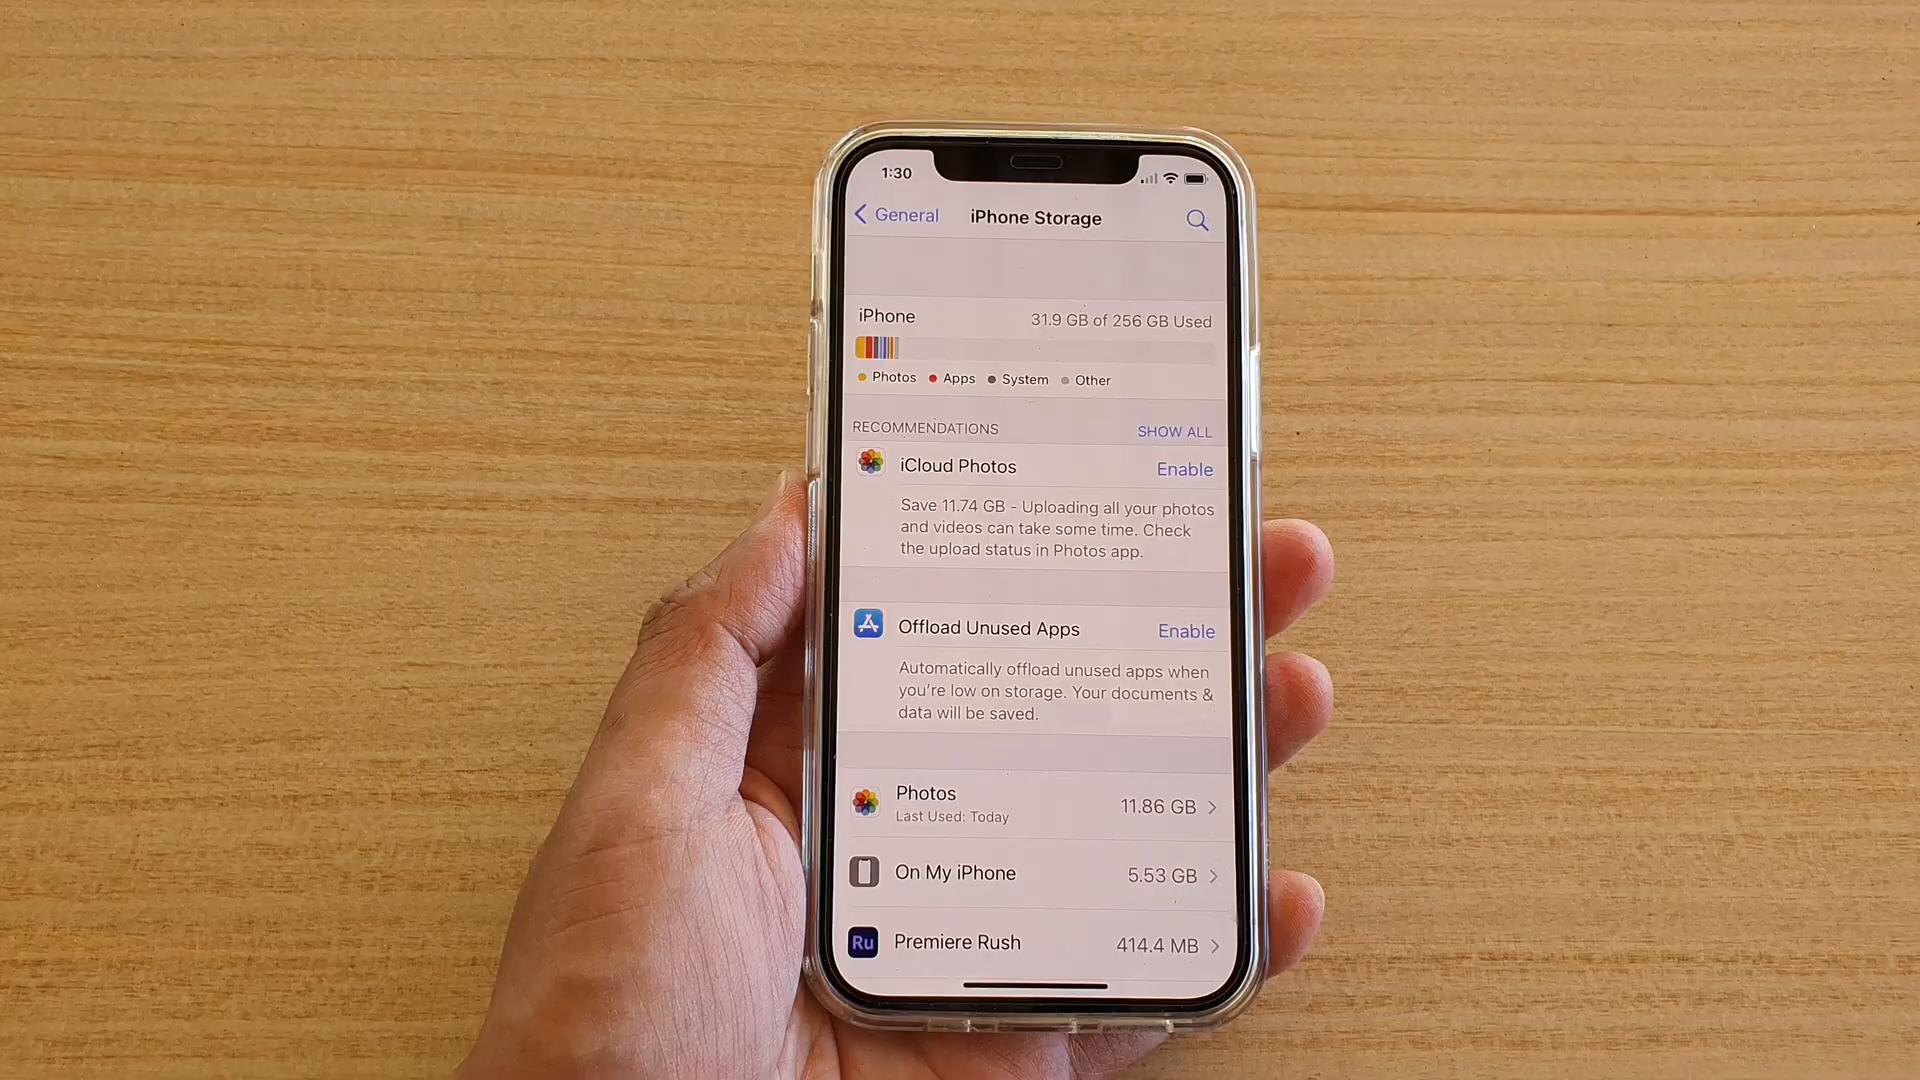 1:30
General
iPhone Storage
iPhone
31.9 GB of 256 GB Used
Photos
Apps
System
Other
RECOMMENDATIONS
SHOW ALL
iCloud Photos
Enable
Save 11.74 GB - Uploading all your photos
and videos can take some time. Check
the upload status in Photos app.
Offload Unused Apps
Enable
Automatically offload unused apps when
you're low on storage. Your documents &
data will be saved.
Photos
11.86 GB
Last Used: Today
On My iPhone
5.53 GB
Ru
Premiere Rush
414.4 MB